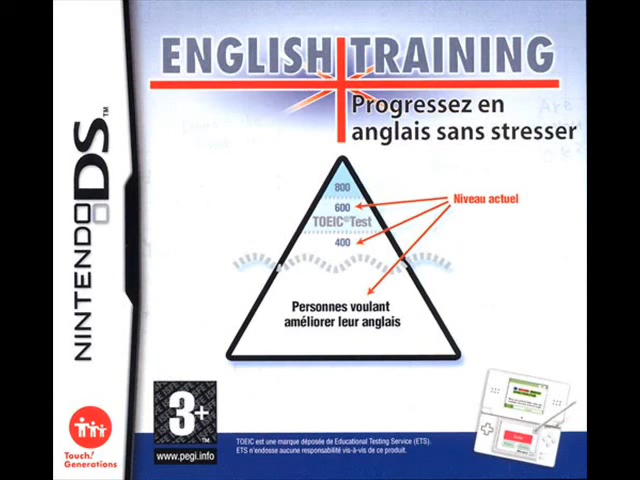 ENGLISH TRAINING
Progressez en
anglais sans stresser
NINTENDO DS™
800
600
TOEIC® Test
400
Niveau actuel
Personnes voulant
améliorer leur anglais
3+
™
www.pegi.info
Touch!
Generations
TOEIC est une marque déposée de Educational Testing Service (ETS).
ETS n'endosse aucune responsabilité vis-à-vis de ce produit.